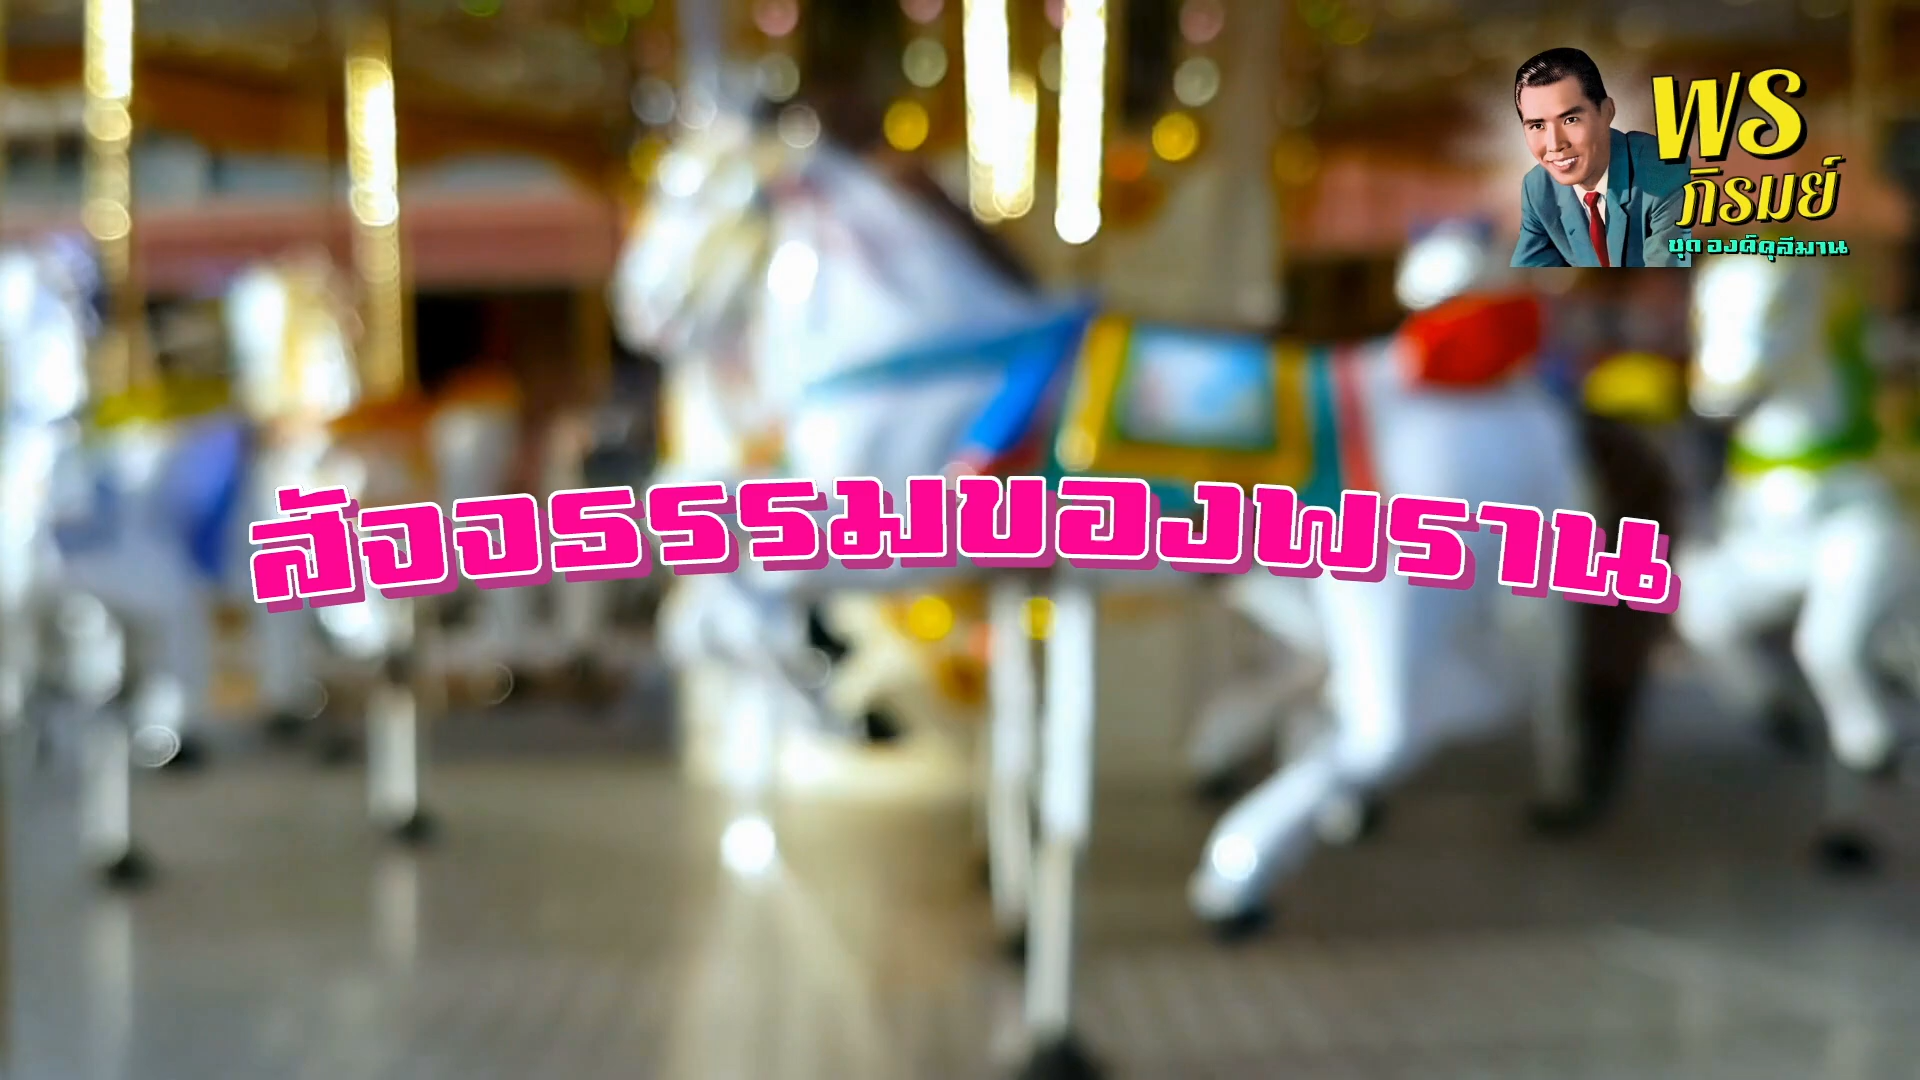 พร
ภิรมย์
ชุด องค์คุลีมาน
สัจจธรรมของพราน